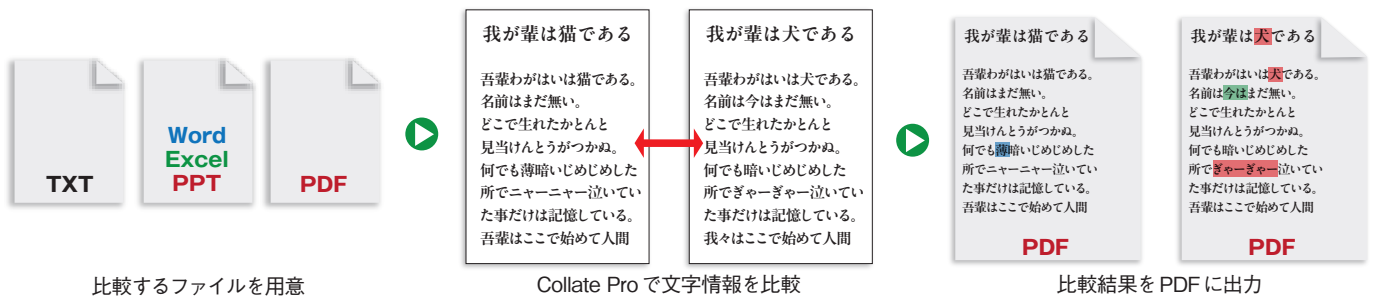 TXT
Word
Excel
PPT
PDF
比較するファイルを用意
我が輩は猫である
吾輩わがはいは猫である。
名前はまだ無い。
どこで生れたかとんと
見当けんとうがつかぬ。
何でも薄暗いじめじめした
所でニャーニャー泣いてい
た事だけは記憶している。
吾輩はここで始めて人間
我が輩は犬である
吾輩わがはいは犬である。
名前は今はまだ無い。
どこで生れたかとんと
見当けんとうがつかぬ。
何でも暗いじめじめした
所でぎゃーぎゃー泣いてい
た事だけは記憶している。
我々はここで始めて人間
Collate Pro で文字情報を比較
我が輩は猫である
吾輩わがはいは猫である。
名前はまだ無い。
どこで生れたかとんと
見当けんとうがつかぬ。
何でも薄暗いじめじめした
所でニャーニャー泣いてい
た事だけは記憶している。
吾輩はここで始めて人間
PDF
我が輩は犬である
吾輩わがはいは犬である。
名前は今はまだ無い。
どこで生れたかとんと
見当けんとうがつかぬ。
何でも暗いじめじめした
所でぎゃーぎゃー泣いてい
た事だけは記憶している。
吾輩はここで始めて人間
PDF
比較結果を PDF に出力